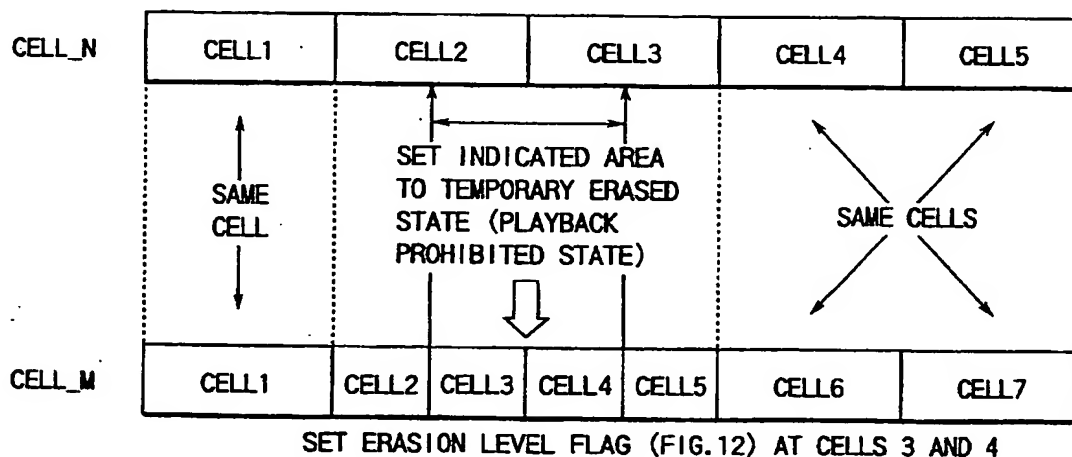 CELL_N CELL1 CELL2 CELL3 CELL4 CELL5
SAME
CELL
SET INDICATED AREA
TO TEMPORARY ERASED
STATE (PLAYBACK
PROHIBITED STATE)
SAME CELLS
CELL_M CELL1 CELL2 CELL3 CELL4 CELL5 CELL6 CELL7
SET ERASION LEVEL FLAG (FIG.12) AT CELLS 3 AND 4